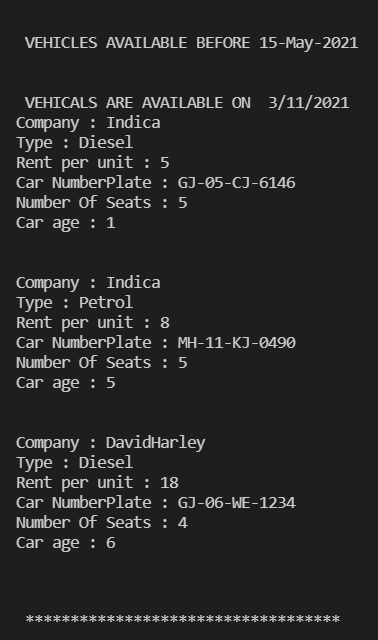 VEHICLES AVAILABLE BEFORE 15-May-2021
VEHICALS ARE AVAILABLE ON  3/11/2021
Company : Indica
Type : Diesel
Rent per unit : 5
Car NumberPlate : GJ-05-CJ-6146
Number Of Seats : 5
Car age : 1
Company : Indica
Type : Petrol
Rent per unit : 8
Car NumberPlate : MH-11-KJ-0490
Number Of Seats : 5
Car age : 5
Company : DavidHarley
Type : Diesel
Rent per unit : 18
Car NumberPlate : GJ-06-WE-1234
Number Of Seats : 4
Car age : 6
***********************************